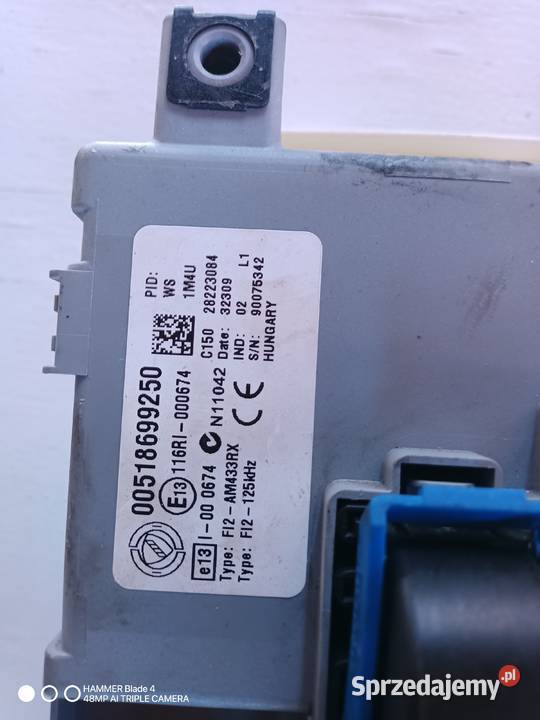 00518699250
PID:
WS
1M4U
E13 116RI-000674
C150 28223084
e13 I-00 0674
N11042
Date: 32309
Type: FI2-AM433RX
IND: 02 L1
Type: FI2-125kHz
CE
S/N: 90075342
HUNGARY
HAMMER Blade 4
48MP AI TRIPLE CAMERA
Sprzedajemy.pl